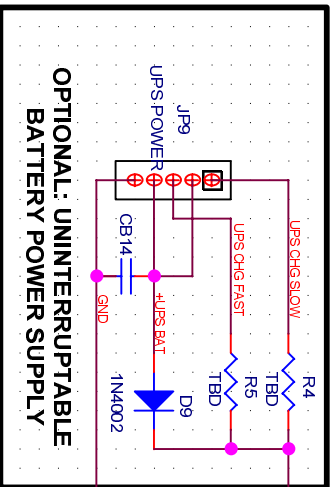 JP9
UPS POWER
UPS CHG SLOW
UPS CHG FAST
R4
TBD
R5
TBD
CB14
+UPS BAT
GND
D9
1N4002
OPTIONAL: UNINTERRUPTABLE
BATTERY POWER SUPPLY